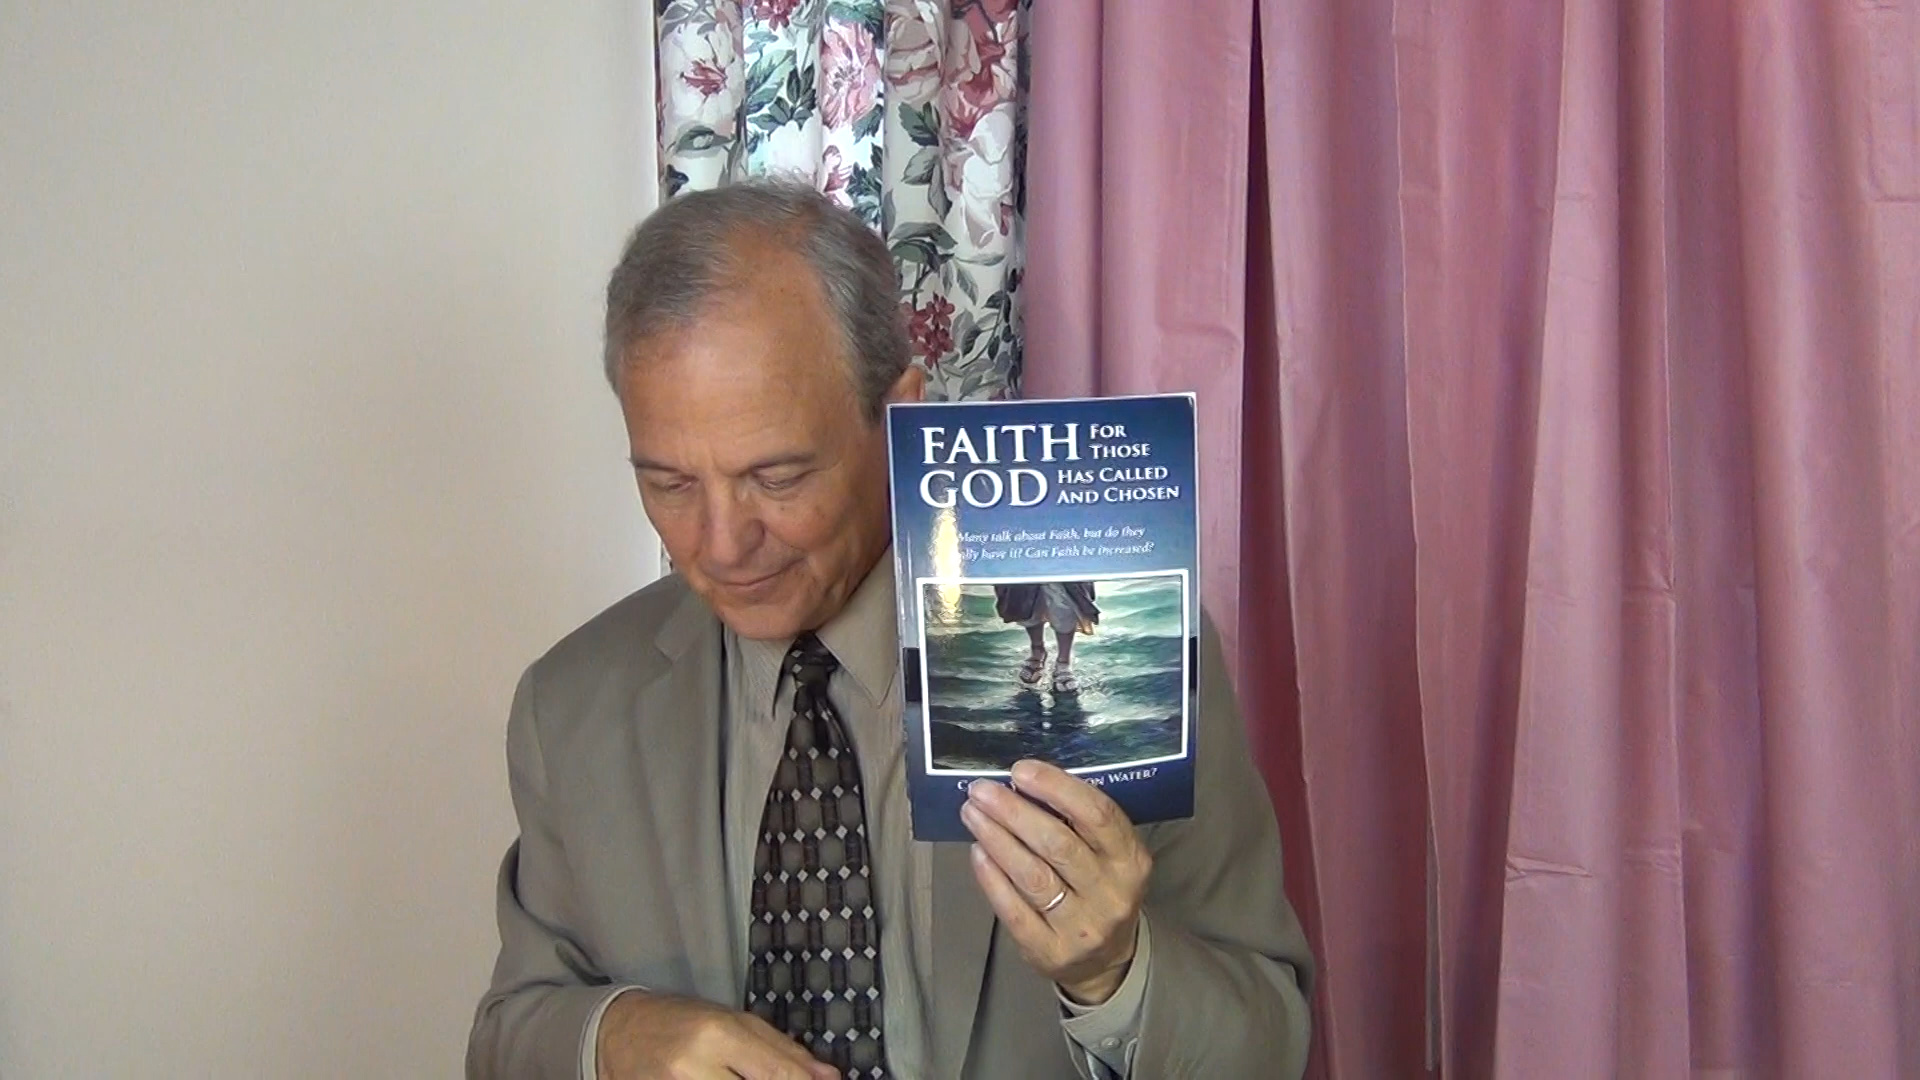 FAITH FOR THOSE
GOD HAS CALLED AND CHOSEN
Many talk about Faith, but do they
have it? Can Faith be increased?
ON WATER?